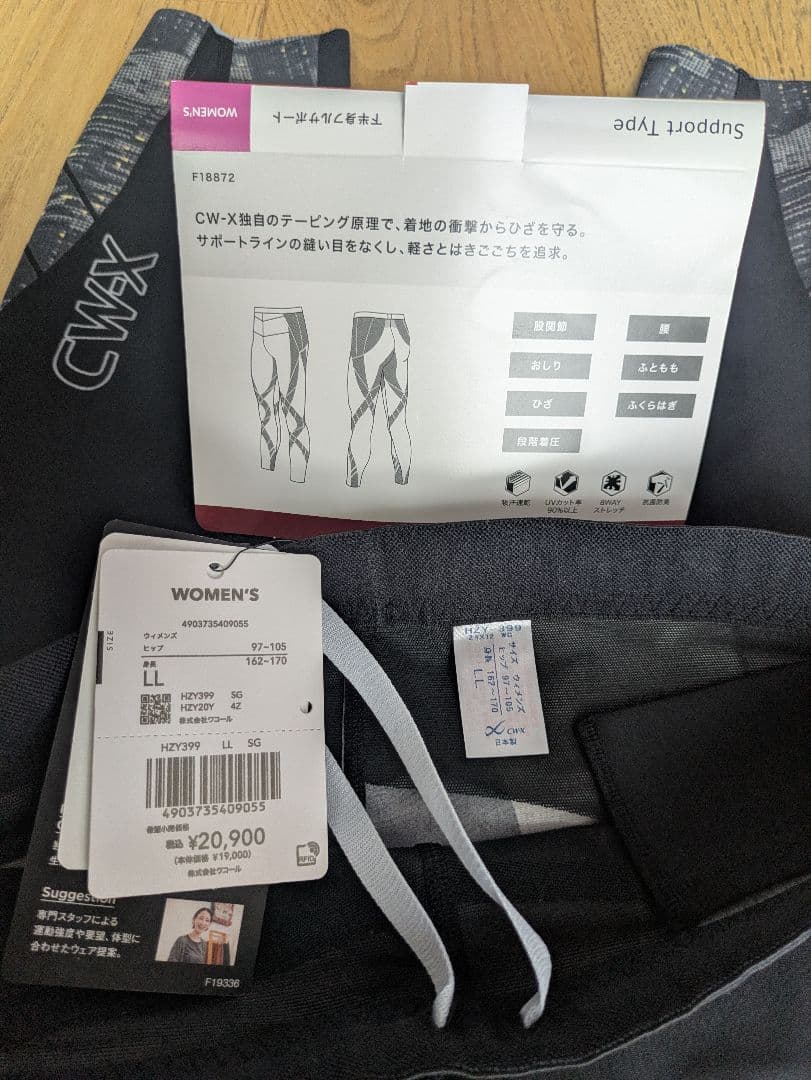 WOMEN'S
下半身フルサポート
Support Type
F18872
CW-X独自のテーピング原理で、着地の衝撃からひざを守る。
サポートラインの縫い目をなくし、軽さとはきごごちを追求。
股関節
腰
おしり
ふともも
ひざ
ふくらはぎ
段階着圧
吸汗速乾
UVカット率
90%以上
8WAY
ストレッチ
抗菌防臭
CW-X
WOMEN'S
4903735409055
SIZE
ウィメンズ
ヒップ 97~105
身長 162~170
LL
HZY399 SG
HZY20Y 4Z
株式会社ワコール
HZY399 LL SG
4903735409055
希望小売価格
税込 ¥20,900
(本体価格 ¥19,000)
株式会社ワコール
RFID
HZY 399
サイズ ウィメンズ
ヒップ 97~105
身長 162~170
LL
CW-X
日本製
Suggestion
専門スタッフによる
運動強度や要望、体型に
合わせたウェア提案。
F19336